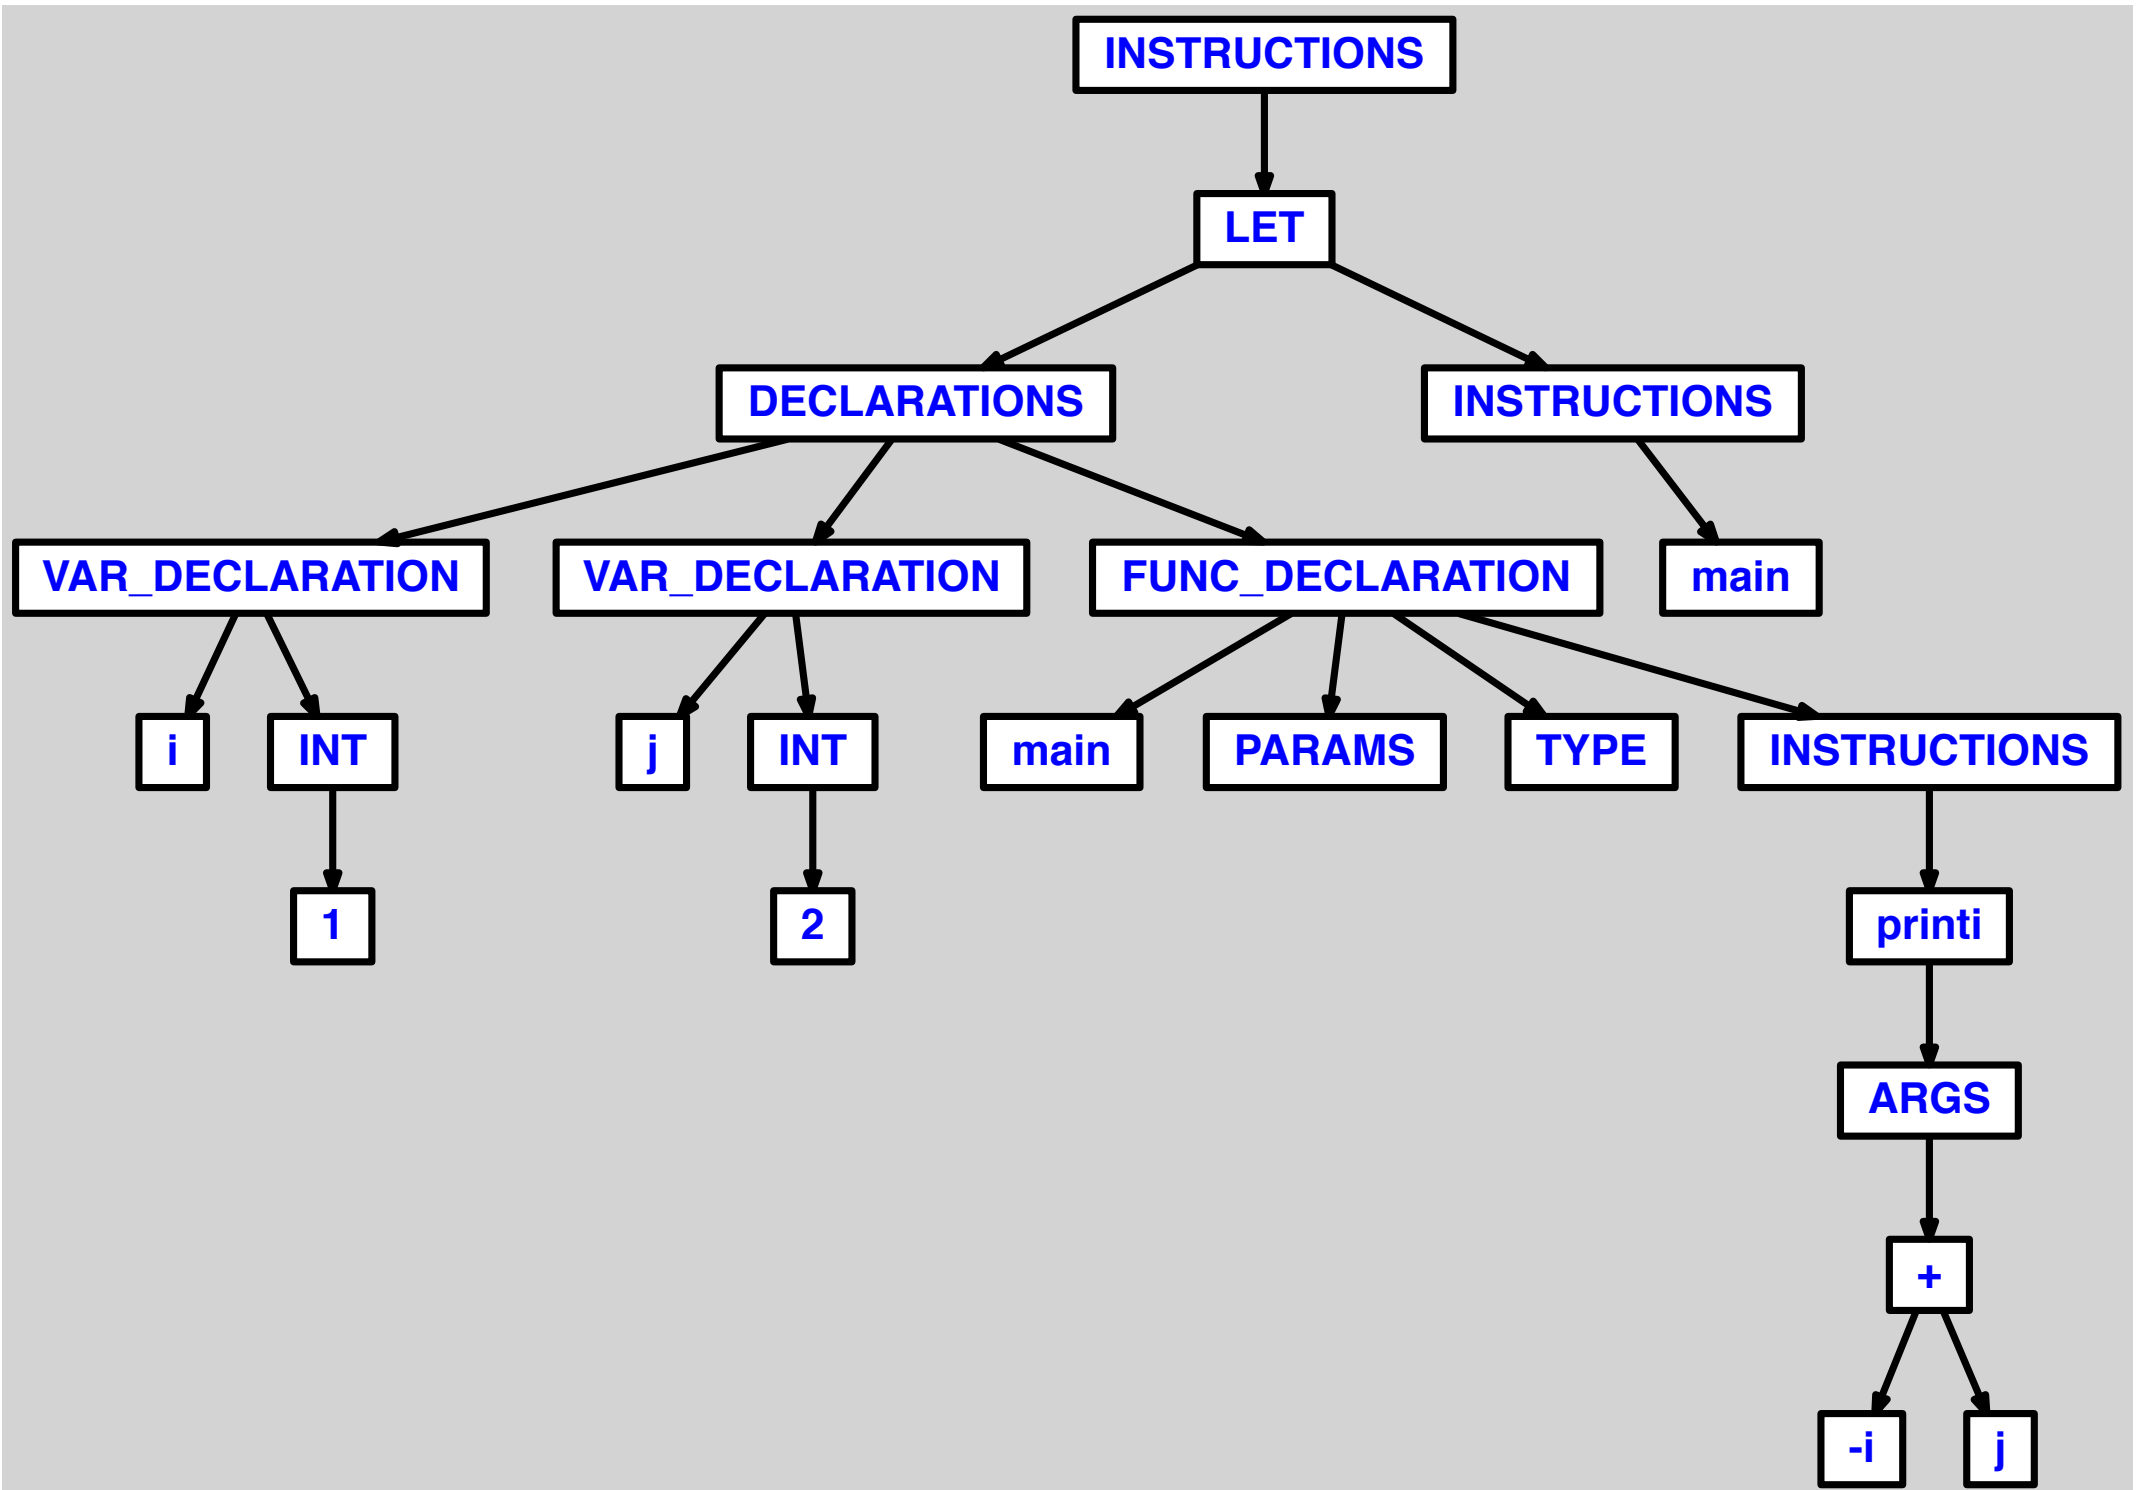 INSTRUCTIONS
LET
DECLARATIONS
INSTRUCTIONS
VAR_DECLARATION
VAR_DECLARATION
FUNC_DECLARATION
main
i
INT
j
INT
main
PARAMS
TYPE
INSTRUCTIONS
1
2
printi
ARGS
+
-i
j